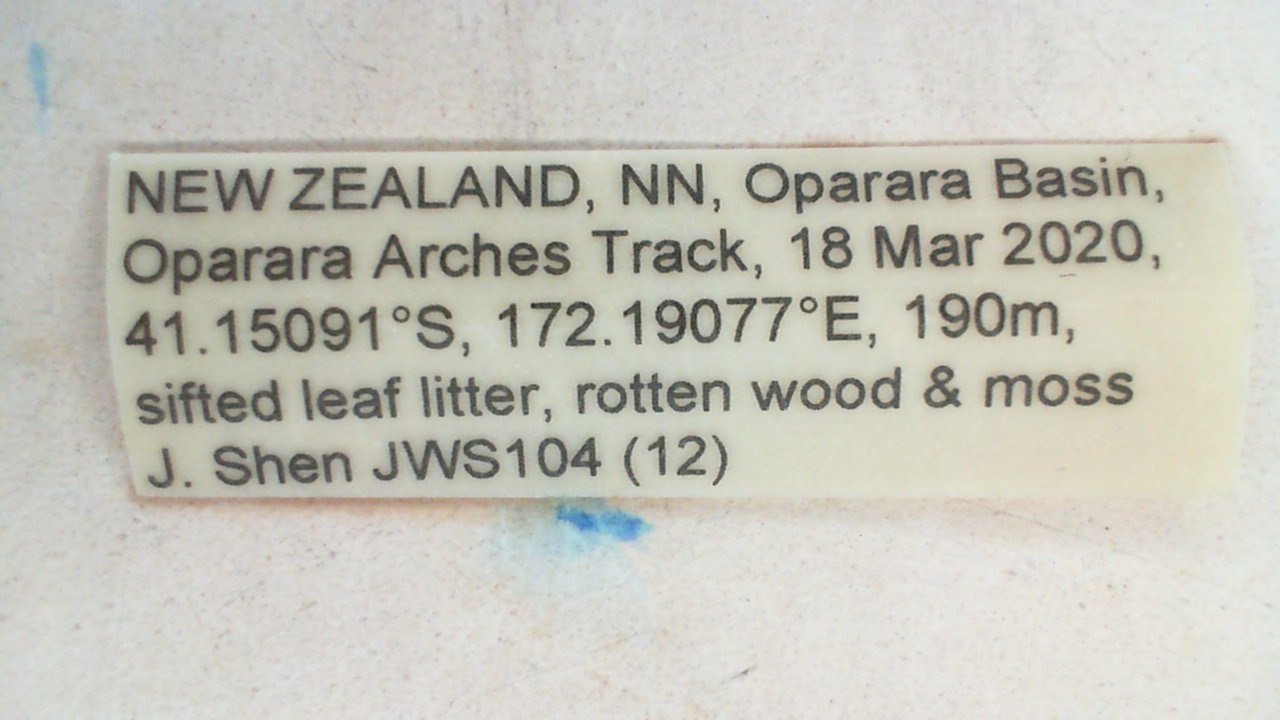 NEW ZEALAND, NN, Oparara Basin,
Oparara Arches Track, 18 Mar 2020,
41.15091°S, 172.19077°E, 190m,
sifted leaf litter, rotten wood & moss
J. Shen JWS104 (12)